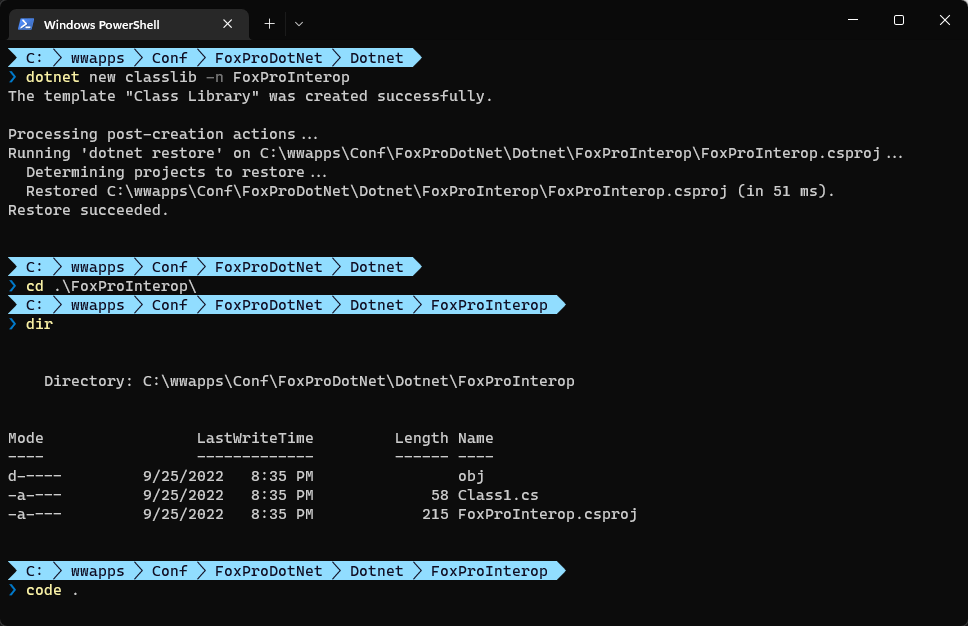 Windows PowerShell
C: wwapps Conf FoxProDotNet Dotnet
❯ dotnet new classlib -n FoxProInterop
The template "Class Library" was created successfully.
Processing post-creation actions...
Running 'dotnet restore' on C:\wwapps\Conf\FoxProDotNet\Dotnet\FoxProInterop\FoxProInterop.csproj...
Determining projects to restore...
Restored C:\wwapps\Conf\FoxProDotNet\Dotnet\FoxProInterop\FoxProInterop.csproj (in 51 ms).
Restore succeeded.
C: wwapps Conf FoxProDotNet Dotnet
❯ cd .\FoxProInterop\
C: wwapps Conf FoxProDotNet Dotnet FoxProInterop
❯ dir
Directory: C:\wwapps\Conf\FoxProDotNet\Dotnet\FoxProInterop
Mode LastWriteTime Length Name
---- ------------- ------ ----
d----- 9/25/2022 8:35 PM obj
-a---- 9/25/2022 8:35 PM 58 Class1.cs
-a---- 9/25/2022 8:35 PM 215 FoxProInterop.csproj
C: wwapps Conf FoxProDotNet Dotnet FoxProInterop
❯ code .